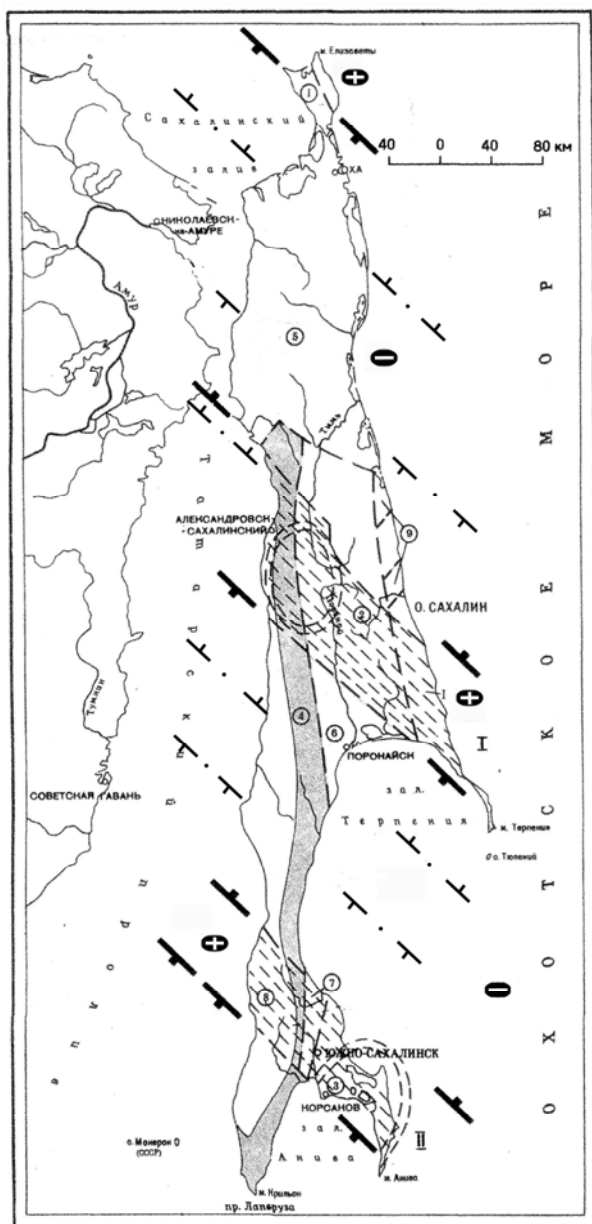 м. Елизаветы
1
Сахалинский
залив
ОХА
40 0 40 80 км
НИКОЛАЕВСК-
на-АМУРЕ
Амур
5
Тымь
Татарский
пролив
АЛЕКСАНДРОВСК-
-САХАЛИНСКИЙ
9
2
Поронай
О. САХАЛИН
I
4
6
I
ПОРОНАЙСК
зал.
Терпения
м. Терпения
о. Тюлений
Тумнин
СОВЕТСКАЯ ГАВАНЬ
ОХОТСКОЕ МОРЕ
7
8
ЮЖНО-САХАЛИНСК
3
КОРСАКОВ
зал.
Анива
II
о. Монерон
(СССР)
м. Анива
м. Крильон
пр. Лаперуза